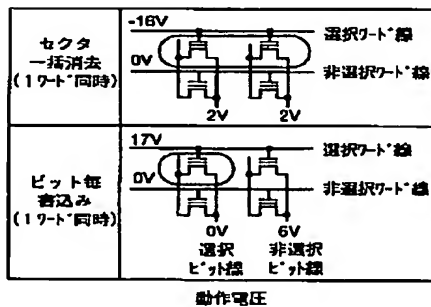 セクタ
一括消去
(1ワード同時)
-16V
選択ワード線
0V
非選択ワード線
2V
2V
ビット毎
書込み
(1ワード同時)
17V
選択ワード線
0V
非選択ワード線
0V
6V
選択
ビット線
非選択
ビット線
動作電圧